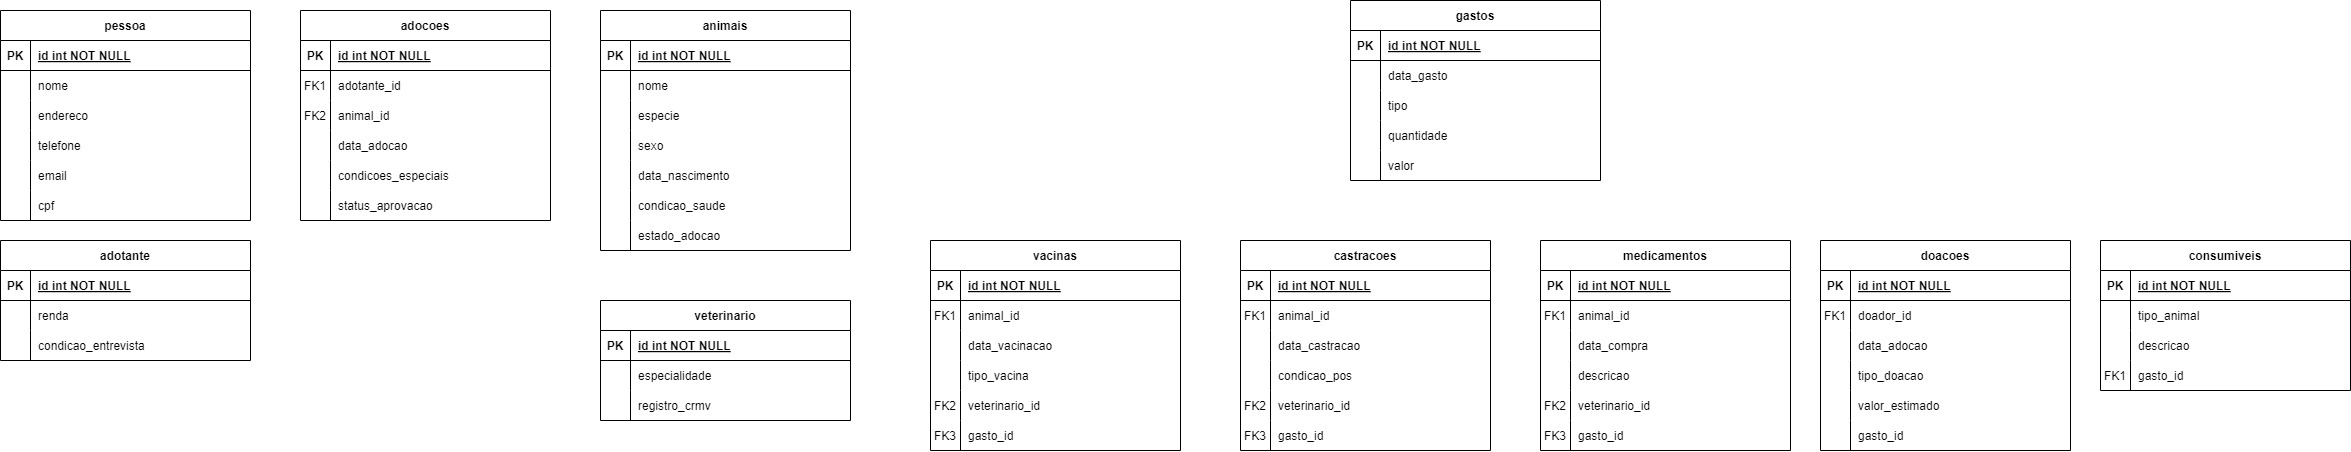 pessoa
PK id int NOT NULL
nome
endereco
telefone
email
cpf
adocoes
PK id int NOT NULL
FK1 adotante_id
FK2 animal_id
data_adocao
condicoes_especiais
status_aprovacao
animais
PK id int NOT NULL
nome
especie
sexo
data_nascimento
condicao_saude
estado_adocao
gastos
PK id int NOT NULL
data_gasto
tipo
quantidade
valor
adotante
PK id int NOT NULL
renda
condicao_entrevista
veterinario
PK id int NOT NULL
especialidade
registro_crmv
vacinas
PK id int NOT NULL
FK1 animal_id
data_vacinacao
tipo_vacina
FK2 veterinario_id
FK3 gasto_id
castracoes
PK id int NOT NULL
FK1 animal_id
data_castracao
condicao_pos
FK2 veterinario_id
FK3 gasto_id
medicamentos
PK id int NOT NULL
FK1 animal_id
data_compra
descricao
FK2 veterinario_id
FK3 gasto_id
doacoes
PK id int NOT NULL
FK1 doador_id
data_adocao
tipo_doacao
valor_estimado
gasto_id
consumiveis
PK id int NOT NULL
tipo_animal
descricao
FK1 gasto_id